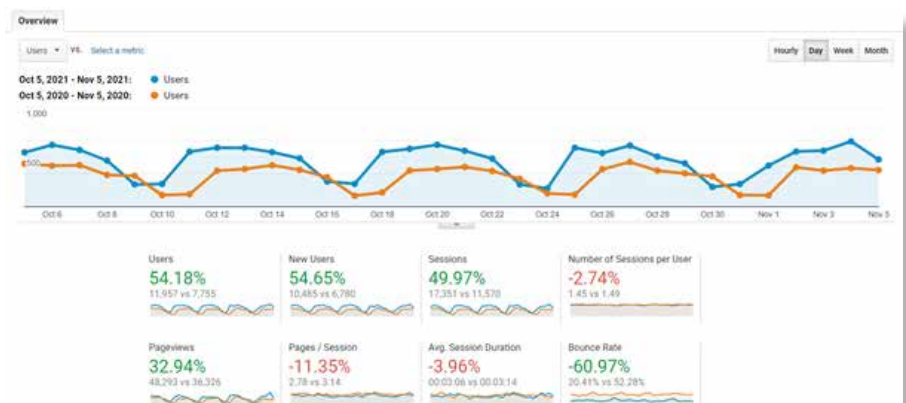 Overview
Users vs. Select a metric
Hourly Day Week Month
Oct 5, 2021 - Nov 5, 2021: Users
Oct 5, 2020 - Nov 5, 2020: Users
1,000
500
Oct 6 Oct 8 Oct 10 Oct 12 Oct 14 Oct 16 Oct 18 Oct 20 Oct 22 Oct 24 Oct 26 Oct 28 Oct 30 Nov 1 Nov 3 Nov 5
Users New Users Sessions Number of Sessions per User
54.18% 54.65% 49.97% -2.74%
11,957 vs 7,755 10,485 vs 6,780 17,351 vs 11,570 1.45 vs 1.49
Pageviews Pages / Session Avg. Session Duration Bounce Rate
32.94% -11.35% -3.96% -60.97%
48,293 vs 36,326 2.78 vs 3.14 00:03:06 vs 00:03:14 20.41% vs 52.28%